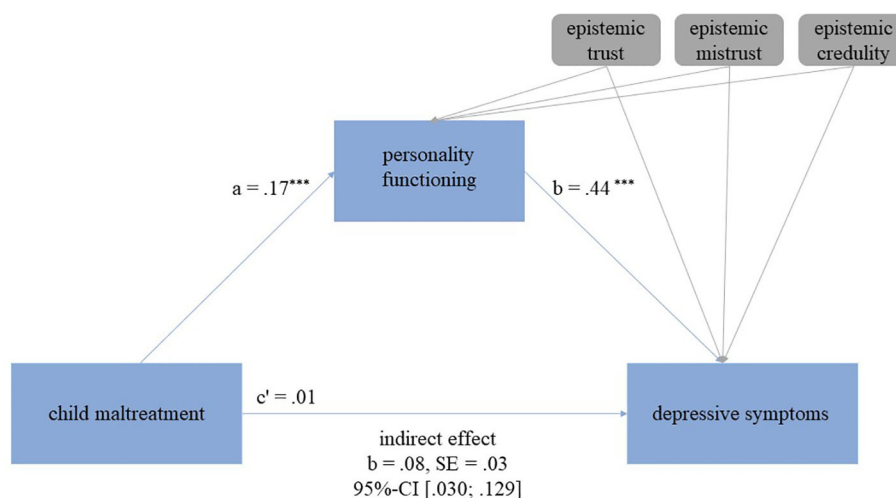 epistemic
trust
epistemic
mistrust
epistemic
credulity
personality
functioning
a = .17***
b = .44 ***
child maltreatment
c' = .01
depressive symptoms
indirect effect
b = .08, SE = .03
95%-CI [.030; .129]